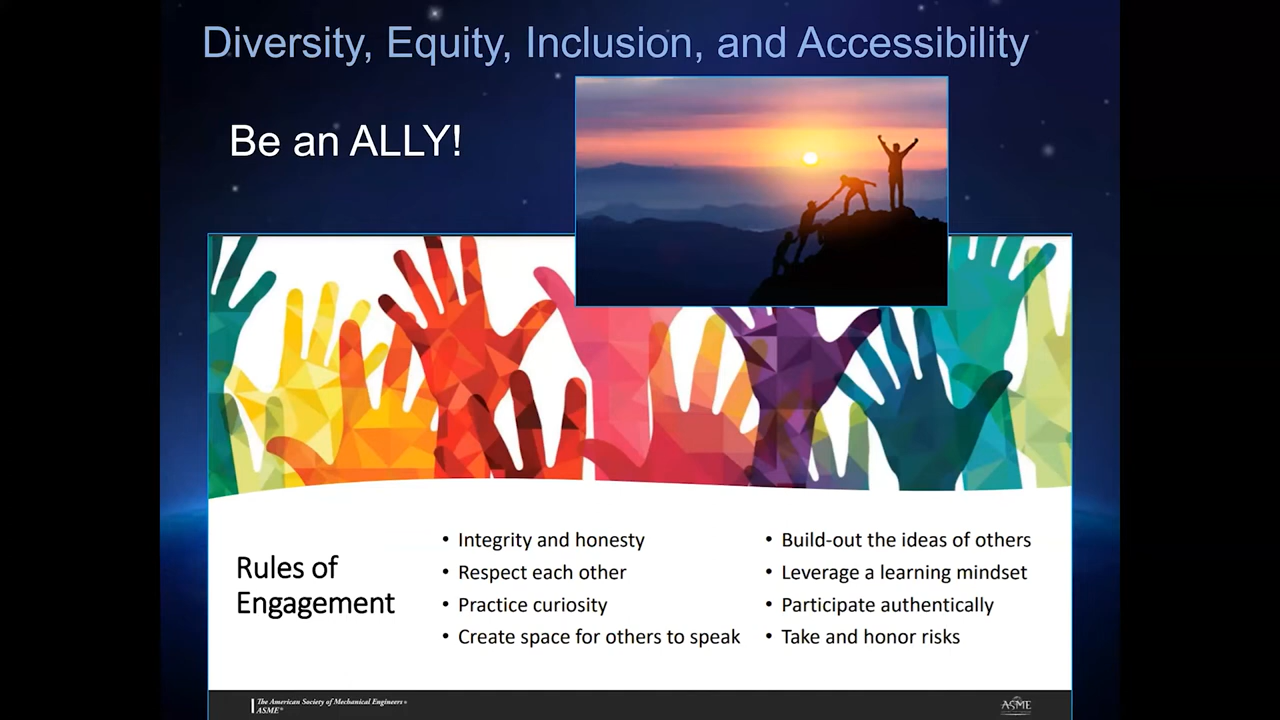 Diversity, Equity, Inclusion, and Accessibility
Be an ALLY!
Rules of
Engagement
• Integrity and honesty
• Respect each other
• Practice curiosity
• Create space for others to speak
• Build-out the ideas of others
• Leverage a learning mindset
• Participate authentically
• Take and honor risks
The American Society of Mechanical Engineers®
ASME®
ASME